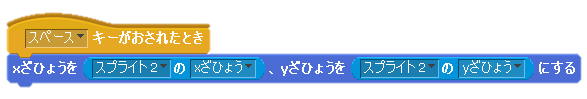 スペース キーがおされたとき
xざひょうを スプライト2 の xざひょう 、yざひょうを スプライト2 の yざひょう にする